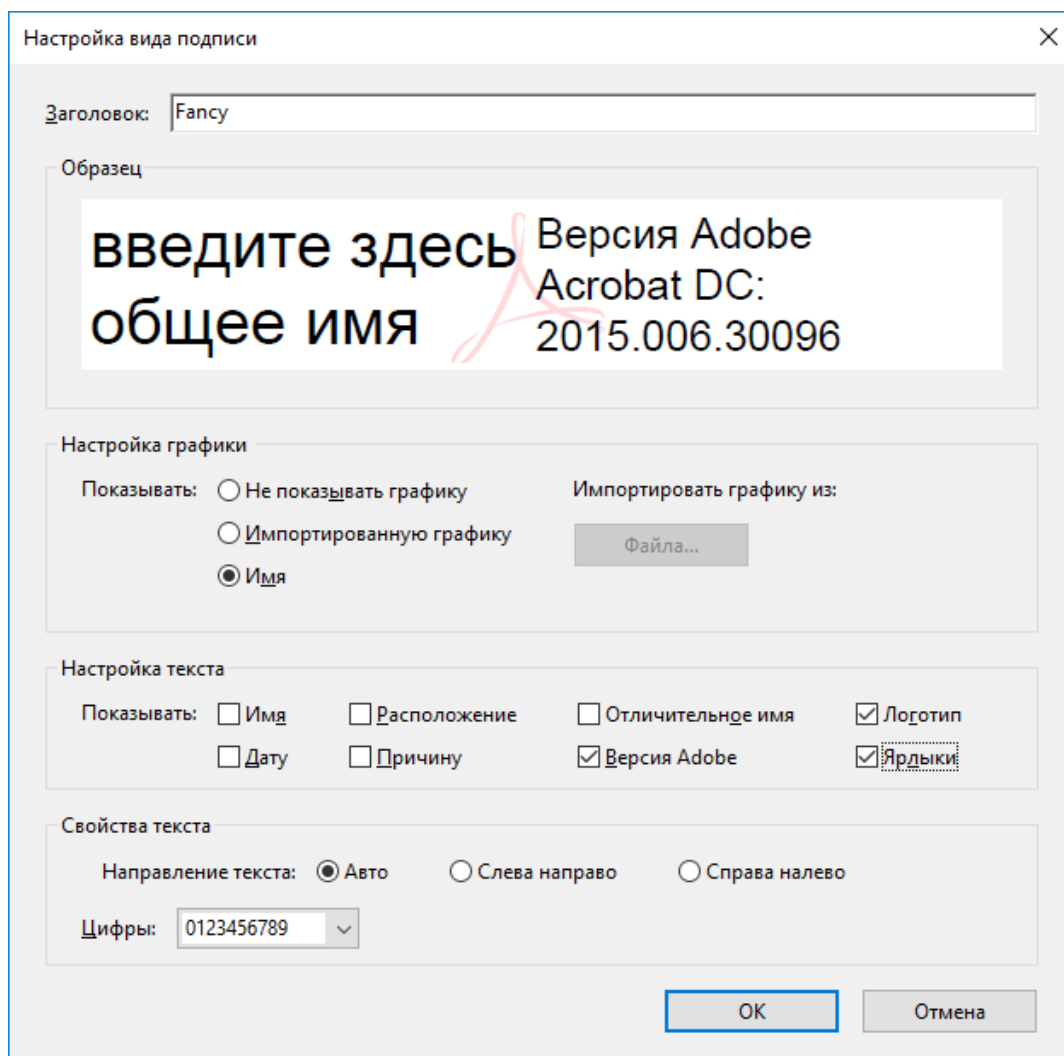 Настройка вида подписи
Заголовок: Fancy
Образец
введите здесь
общее имя
Версия Adobe
Acrobat DC:
2015.006.30096
Настройка графики
Показывать: Не показывать графику
Импортированную графику
Имя
Импортировать графику из:
Файла...
Настройка текста
Показывать: Имя Расположение Отличительное имя Логотип
Дату Причину Версия Adobe Ярлыки
Свойства текста
Направление текста: Авто Слева направо Справа налево
Цифры: 0123456789
ОК Отмена